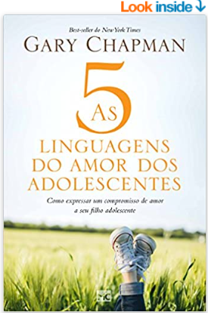 Look inside
Best-seller do New York Times
GARY CHAPMAN
AS
5
LINGUAGENS
DO AMOR DOS
ADOLESCENTES
Como expressar um compromisso de amor
a seu filho adolescente